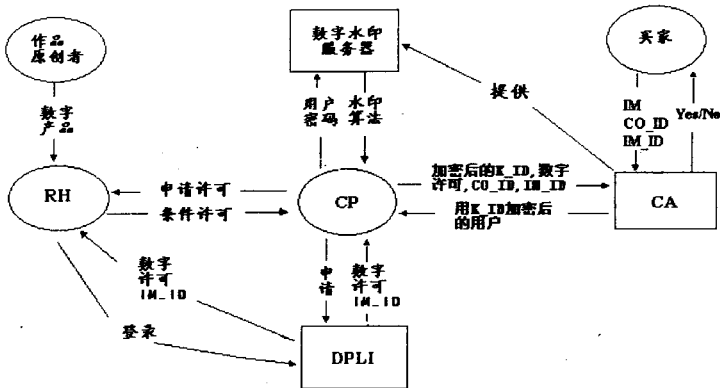 作品
原创者
数字水印
服务器
买家
数字
产品
用户
密码
水印
算法
提供
IM
CO_ID
IM_ID
Yes/No
RH
申请许可
条件许可
CP
加密后的K_ID,数字
许可,CO_ID,IM_ID
用K_ID加密后
的用户
CA
数字
许可
IM_ID
申请
数字
许可
IM_ID
登录
DPLI